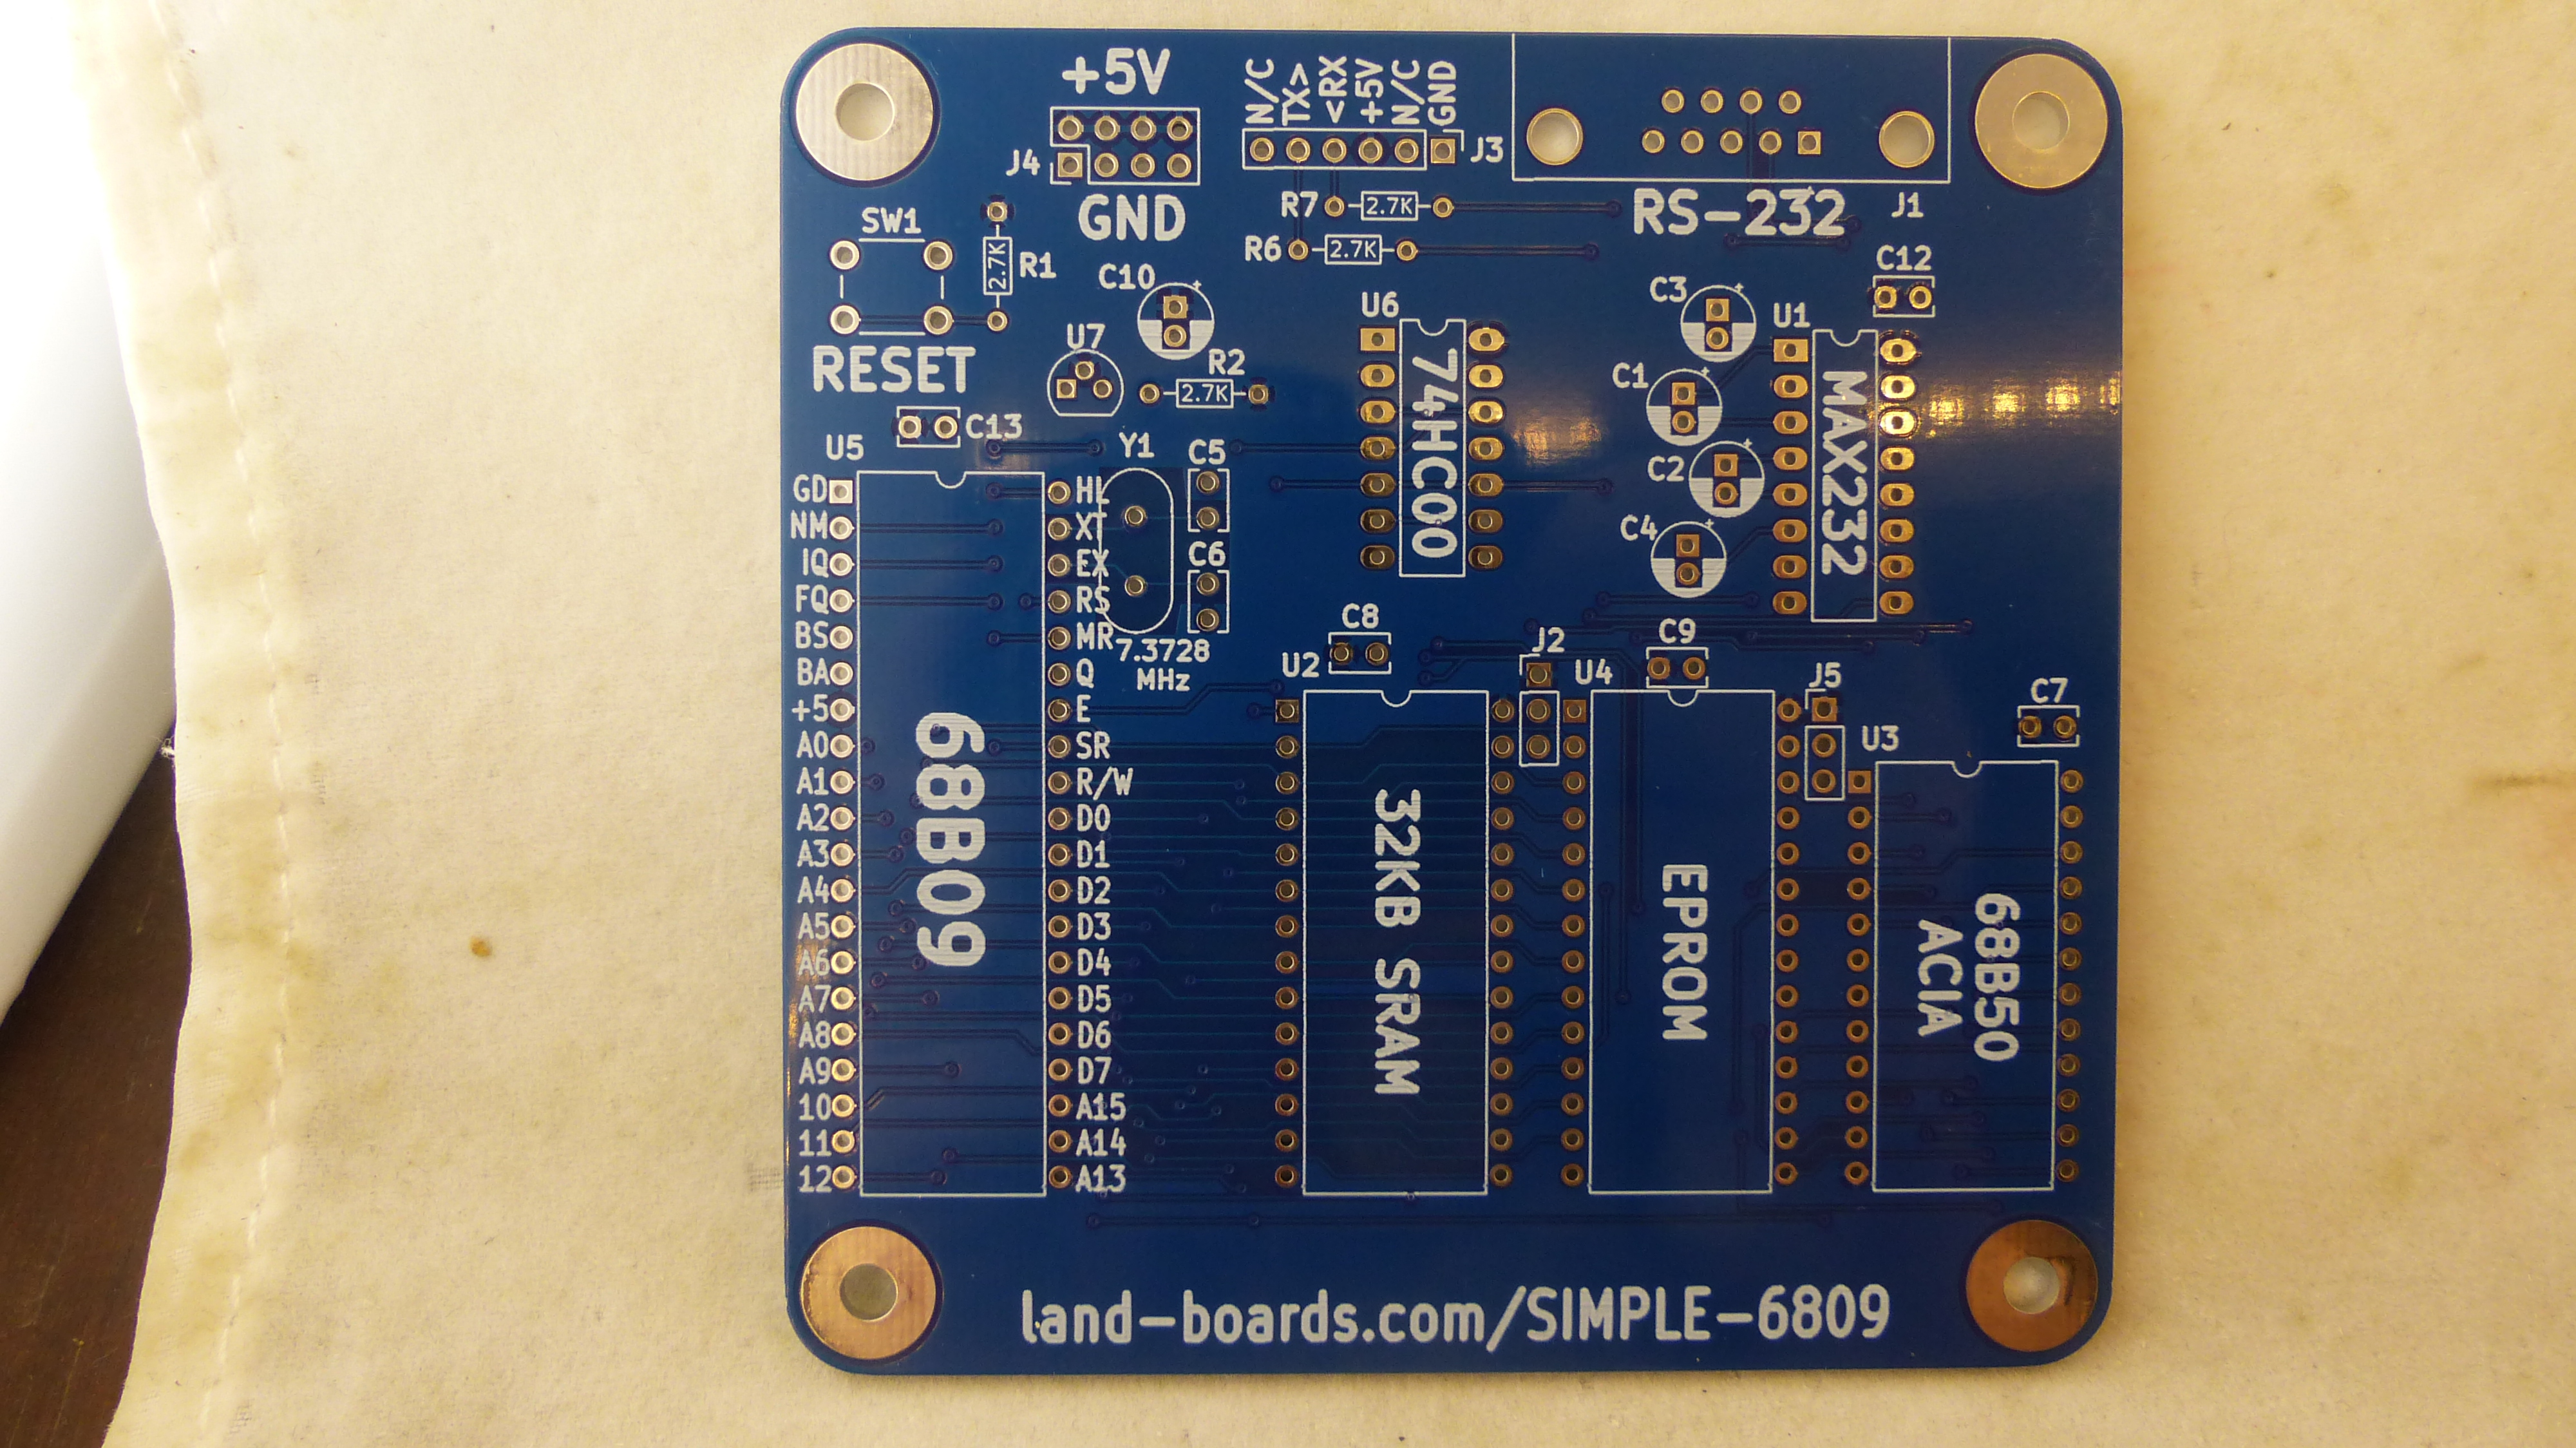 +5V
N/C
TX>
<RX
+5V
N/C
GND
J4
J3
GND
RS-232
J1
SW1
2.7K
R1
R7
2.7K
R6
2.7K
RESET
C10
U7
R2
2.7K
C13
U6
74HC00
C3
C1
C2
C4
U1
MAX232
C12
U5
Y1
C5
C6
7.3728
MHz
GD
NM
IQ
FQ
BS
BA
+5
A0
A1
A2
A3
A4
A5
A6
A7
A8
A9
10
11
12
68B09
HL
XT
EX
RS
MR
Q
E
SR
R/W
D0
D1
D2
D3
D4
D5
D6
D7
A15
A14
A13
C8
U2
32KB SRAM
J2
U4
C9
EPROM
J5
U3
C7
68B50
ACIA
land-boards.com/SIMPLE-6809